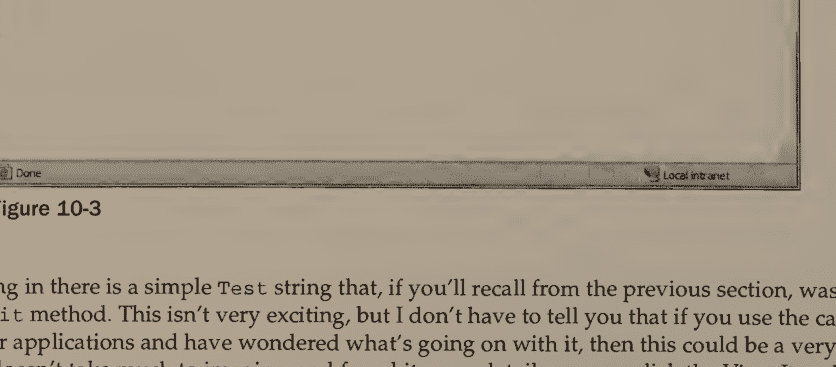 Done
Local intranet
igure 10-3
ng in there is a simple Test string that, if you'll recall from the previous section, was
it method. This isn't very exciting, but I don't have to tell you that if you use the ca
r applications and have wondered what's going on with it, then this could be a very